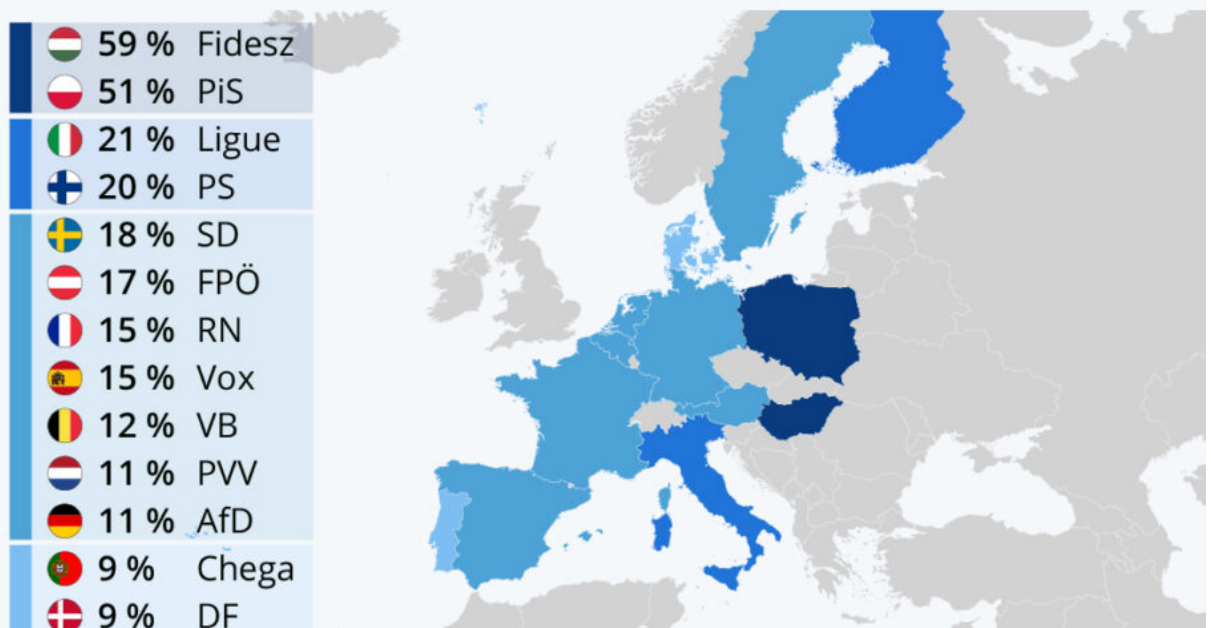 59 % Fidesz
51 % PiS
21 % Ligue
20 % PS
18 % SD
17 % FPÖ
15 % RN
15 % Vox
12 % VB
11 % PVV
11 % AfD
9 % Chega
9 % DF